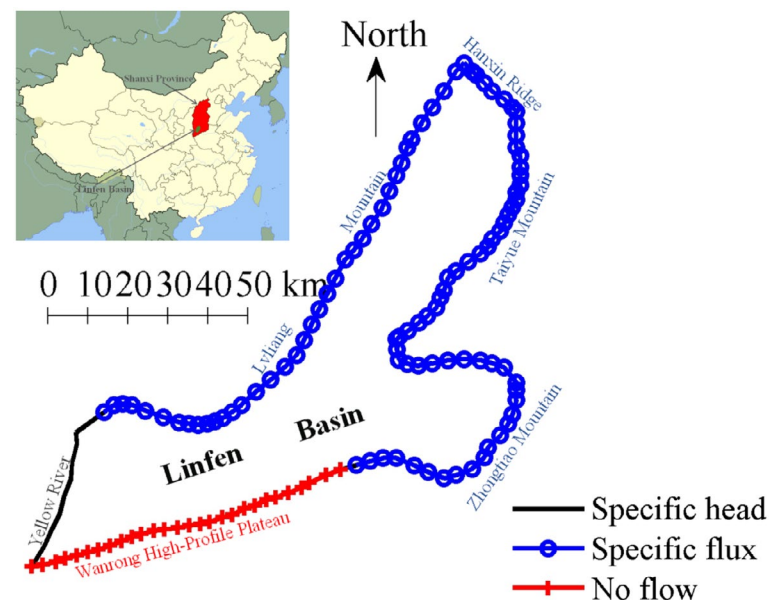 Shanxi Province
Linfen Basin
North
Hanxin Ridge
Mountain
Taiyue Mountain
0 10 20 30 40 50 km
Lvliang
Basin
Linfen
Zhongtiao Mountain
Yellow River
Wanrong High-Profile Plateau
Specific head
Specific flux
No flow